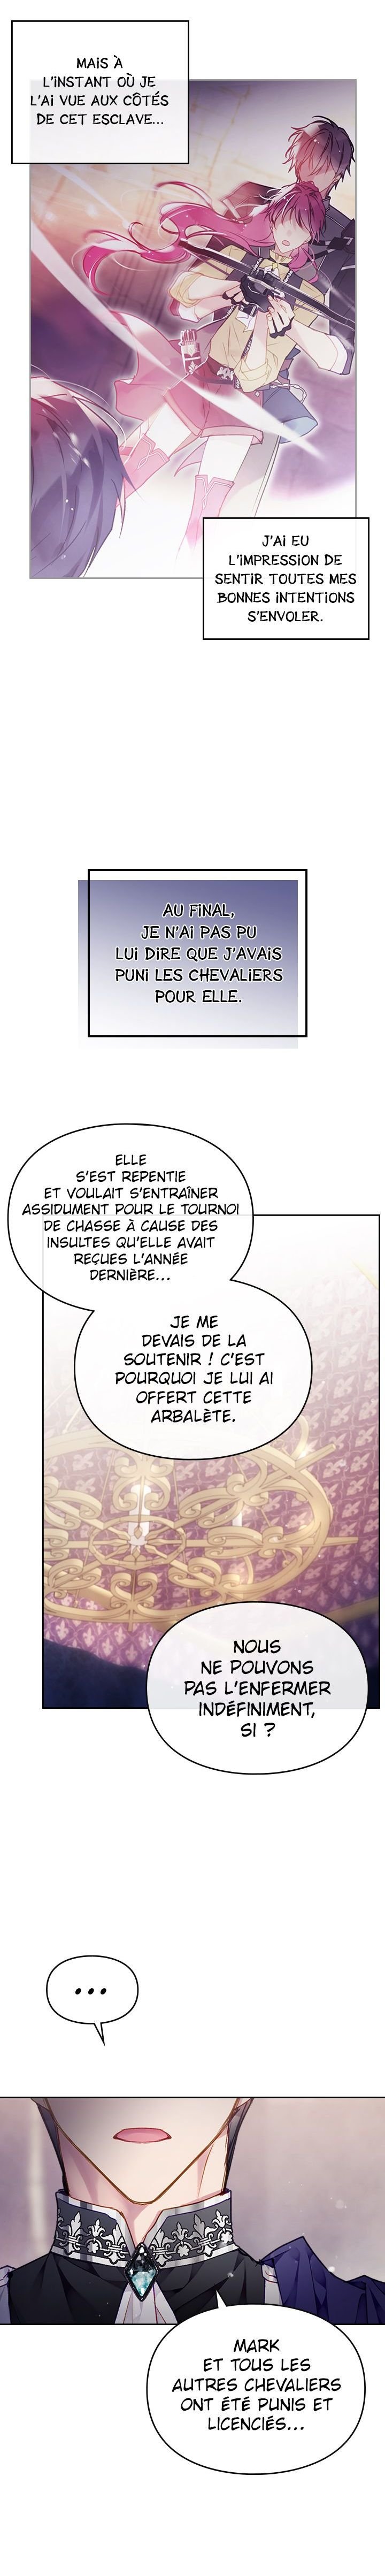 MAIS À
L'INSTANT OÙ JE
L'AI VUE AUX CÔTÉS
DE CET ESCLAVE...
J'AI EU
L'IMPRESSION DE
SENTIR TOUTES MES
BONNES INTENTIONS
S'ENVOLER.
AU FINAL,
JE N'AI PAS PU
LUI DIRE QUE J'AVAIS
PUNI LES CHEVALIERS
POUR ELLE.
ELLE
S'EST REPENTIE
ET VOULAIT S'ENTRAÎNER
ASSIDUMENT POUR LE TOURNOI
DE CHASSE À CAUSE DES
INSULTES QU'ELLE AVAIT
REÇUES L'ANNÉE
DERNIÈRE...
JE ME
DEVAIS DE LA
SOUTENIR ! C'EST
POURQUOI JE LUI AI
OFFERT CETTE
ARBALÈTE.
NOUS
NE POUVONS
PAS L'ENFERMER
INDÉFINIMENT,
SI ?
...
MARK
ET TOUS LES
AUTRES CHEVALIERS
ONT ÉTÉ PUNIS ET
LICENCIÉS...